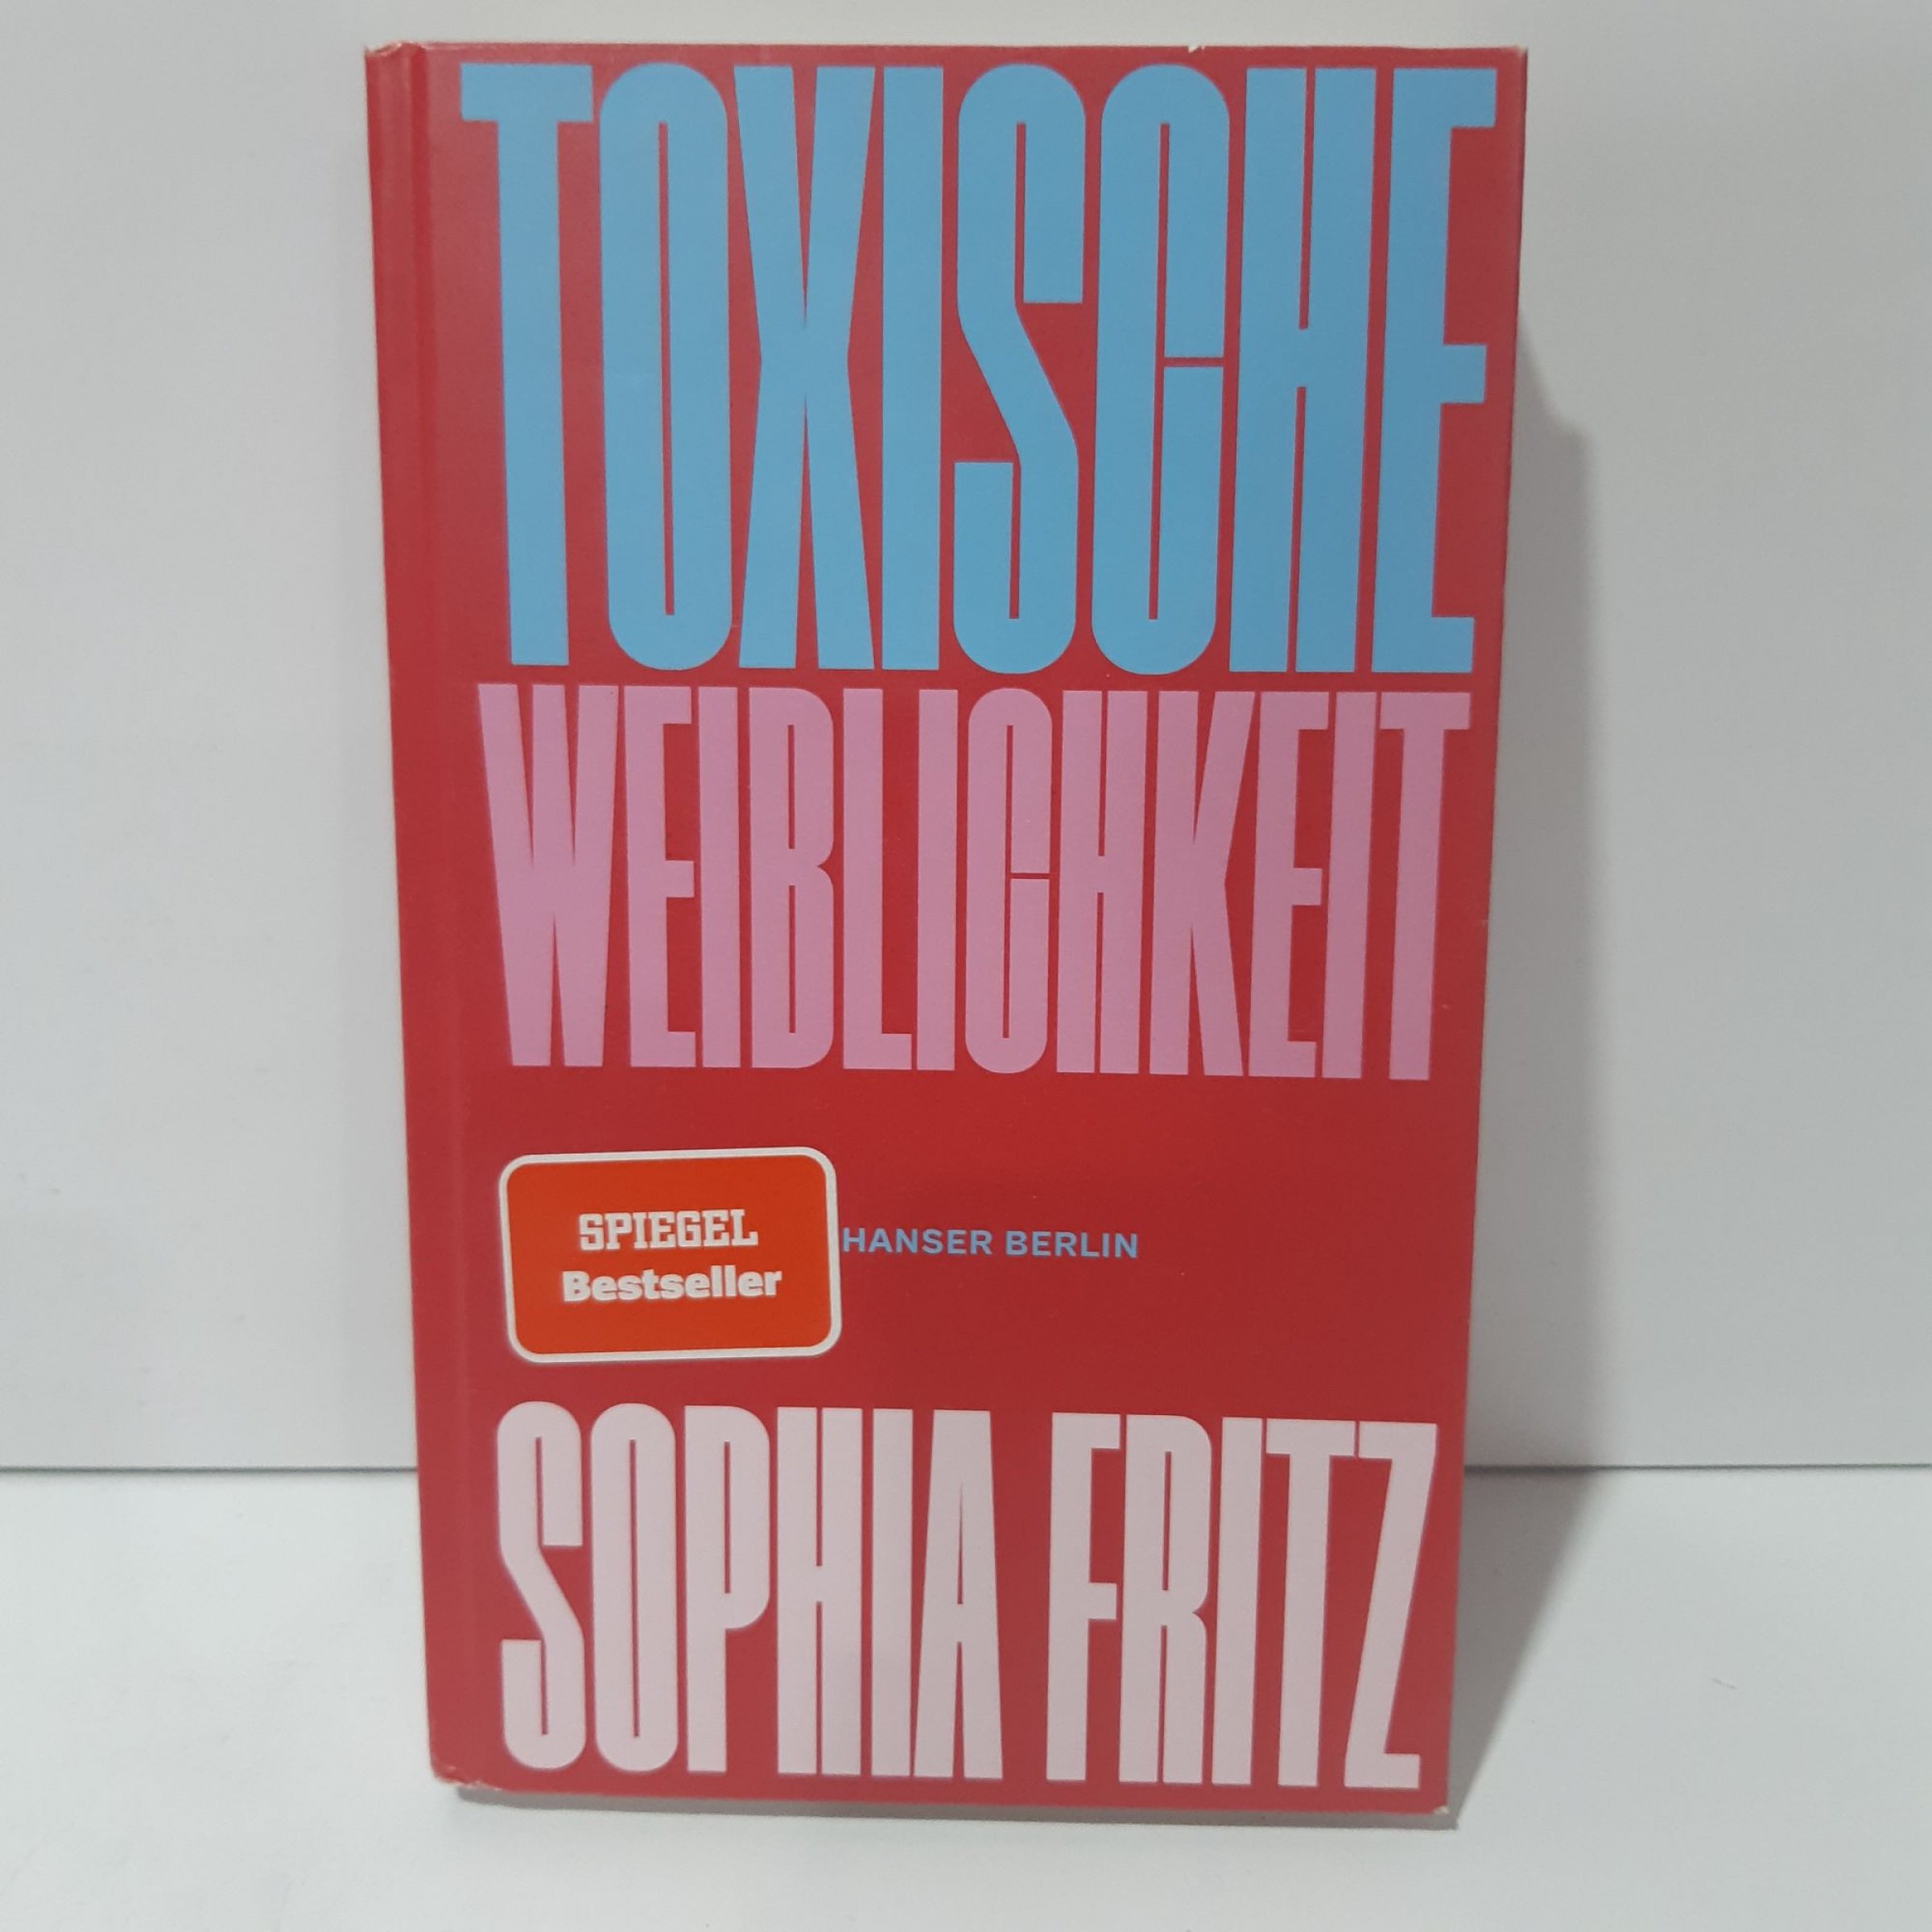 TOXISCHE
WEIBLICHKEIT
SPIEGEL
Bestseller
HANSER BERLIN
SOPHIA FRITZ